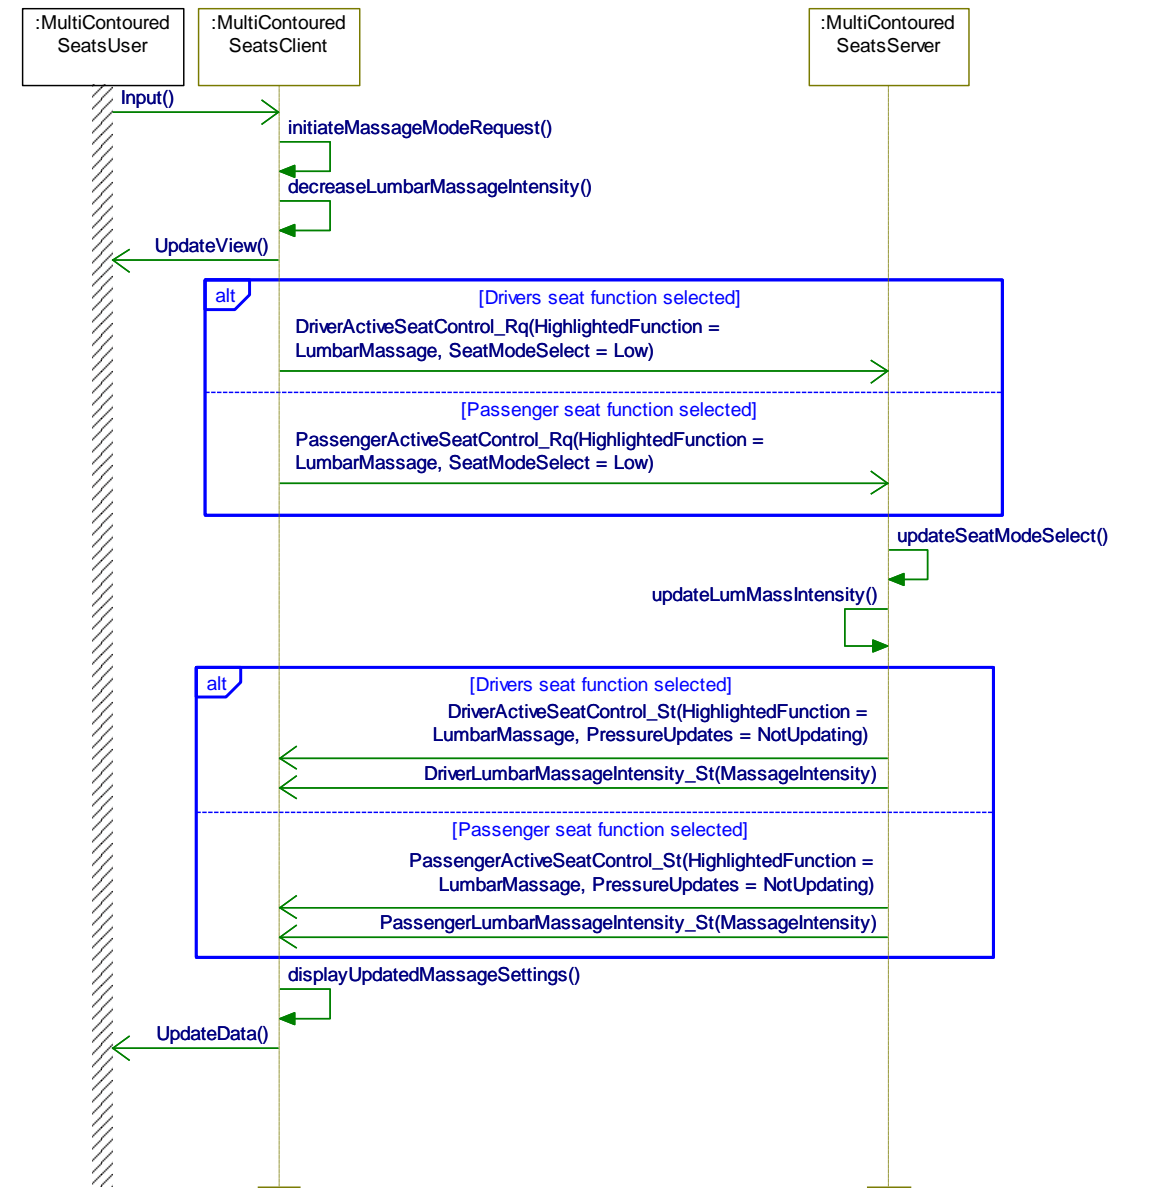 :MultiContoured
SeatsUser
:MultiContoured
SeatsClient
:MultiContoured
SeatsServer
Input()
initiateMassageModeRequest()
decreaseLumbarMassageIntensity()
UpdateView()
alt
[Drivers seat function selected]
DriverActiveSeatControl_Rq(HighlightedFunction =
LumbarMassage, SeatModeSelect = Low)
[Passenger seat function selected]
PassengerActiveSeatControl_Rq(HighlightedFunction =
LumbarMassage, SeatModeSelect = Low)
updateSeatModeSelect()
updateLumMassIntensity()
alt
[Drivers seat function selected]
DriverActiveSeatControl_St(HighlightedFunction =
LumbarMassage, PressureUpdates = NotUpdating)
DriverLumbarMassageIntensity_St(MassageIntensity)
[Passenger seat function selected]
PassengerActiveSeatControl_St(HighlightedFunction =
LumbarMassage, PressureUpdates = NotUpdating)
PassengerLumbarMassageIntensity_St(MassageIntensity)
displayUpdatedMassageSettings()
UpdateData()